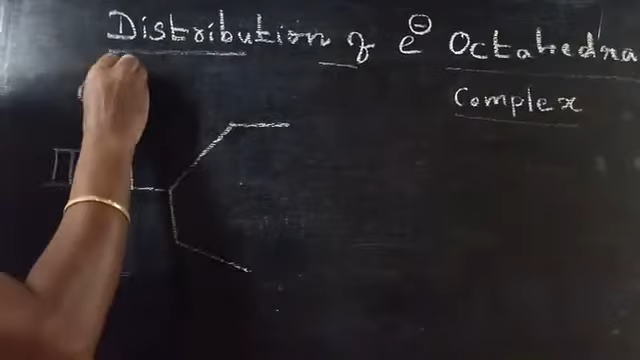 Distribution of e⊖ Octahedra
Complex